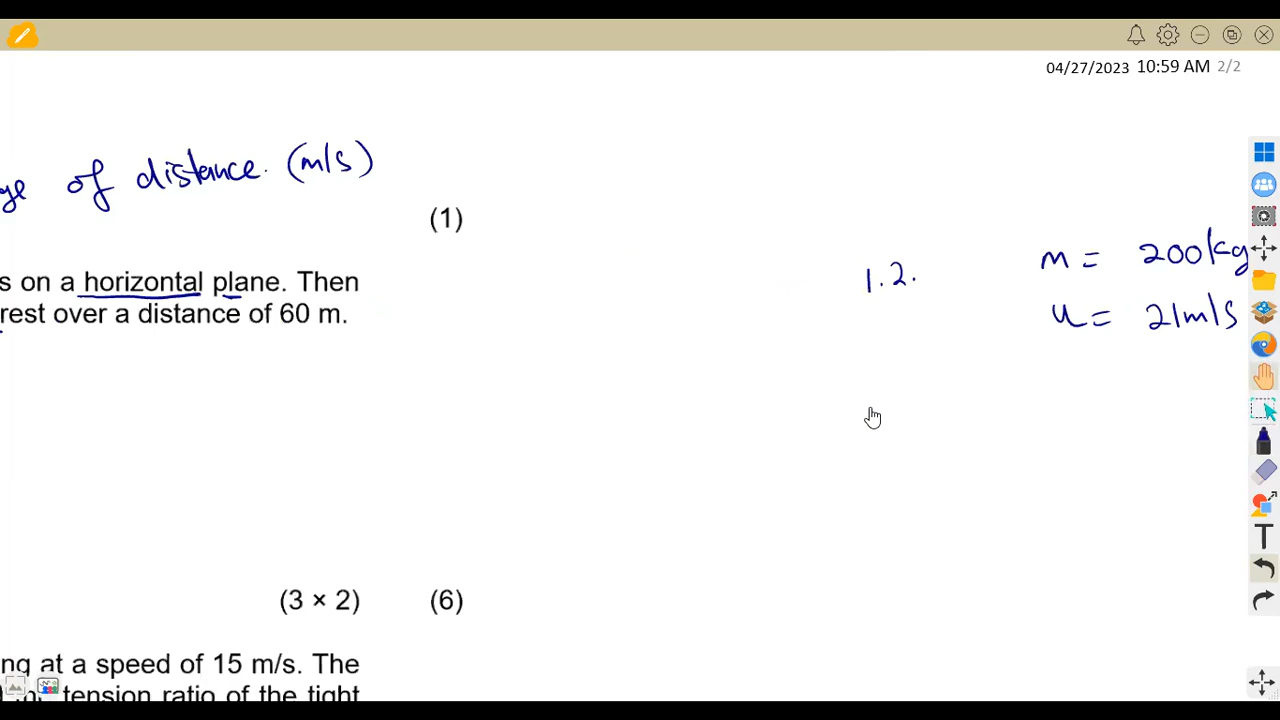 04/27/2023 10:59 AM 2/2
of distance. (m/s)
(1)
s on a horizontal plane. Then
rest over a distance of 60 m.
1.2. m = 200kg
u = 21m/s
(3 × 2) (6)
ng at a speed of 15 m/s. The
tension ratio of the tight
T